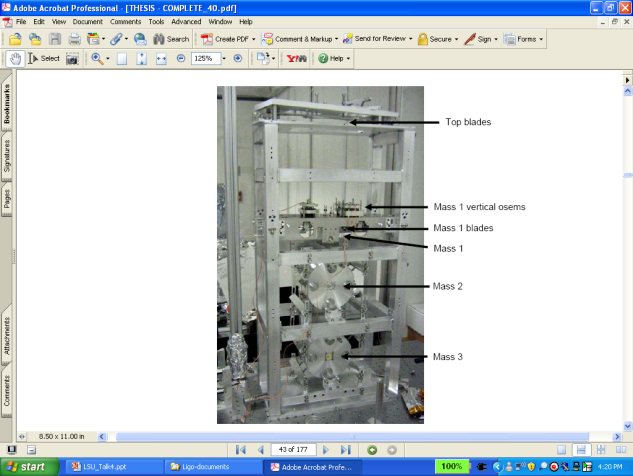 Adobe Acrobat Professional - [THESIS - COMPLETE_40.pdf]
File Edit View Document Comments Tools Advanced Window Help
Search Create PDF Comment & Markup Send for Review Secure Sign Forms
Select 125% Y! Help
Bookmarks
Signatures
Pages
Attachments
Comments
Top blades
Mass 1 vertical osems
Mass 1 blades
Mass 1
Mass 2
Mass 3
8.50 x 11.00 in
43 of 177
start LSU_Talk4.ppt Ligo-documents Adobe Acrobat Profe... 100% 4:20 PM